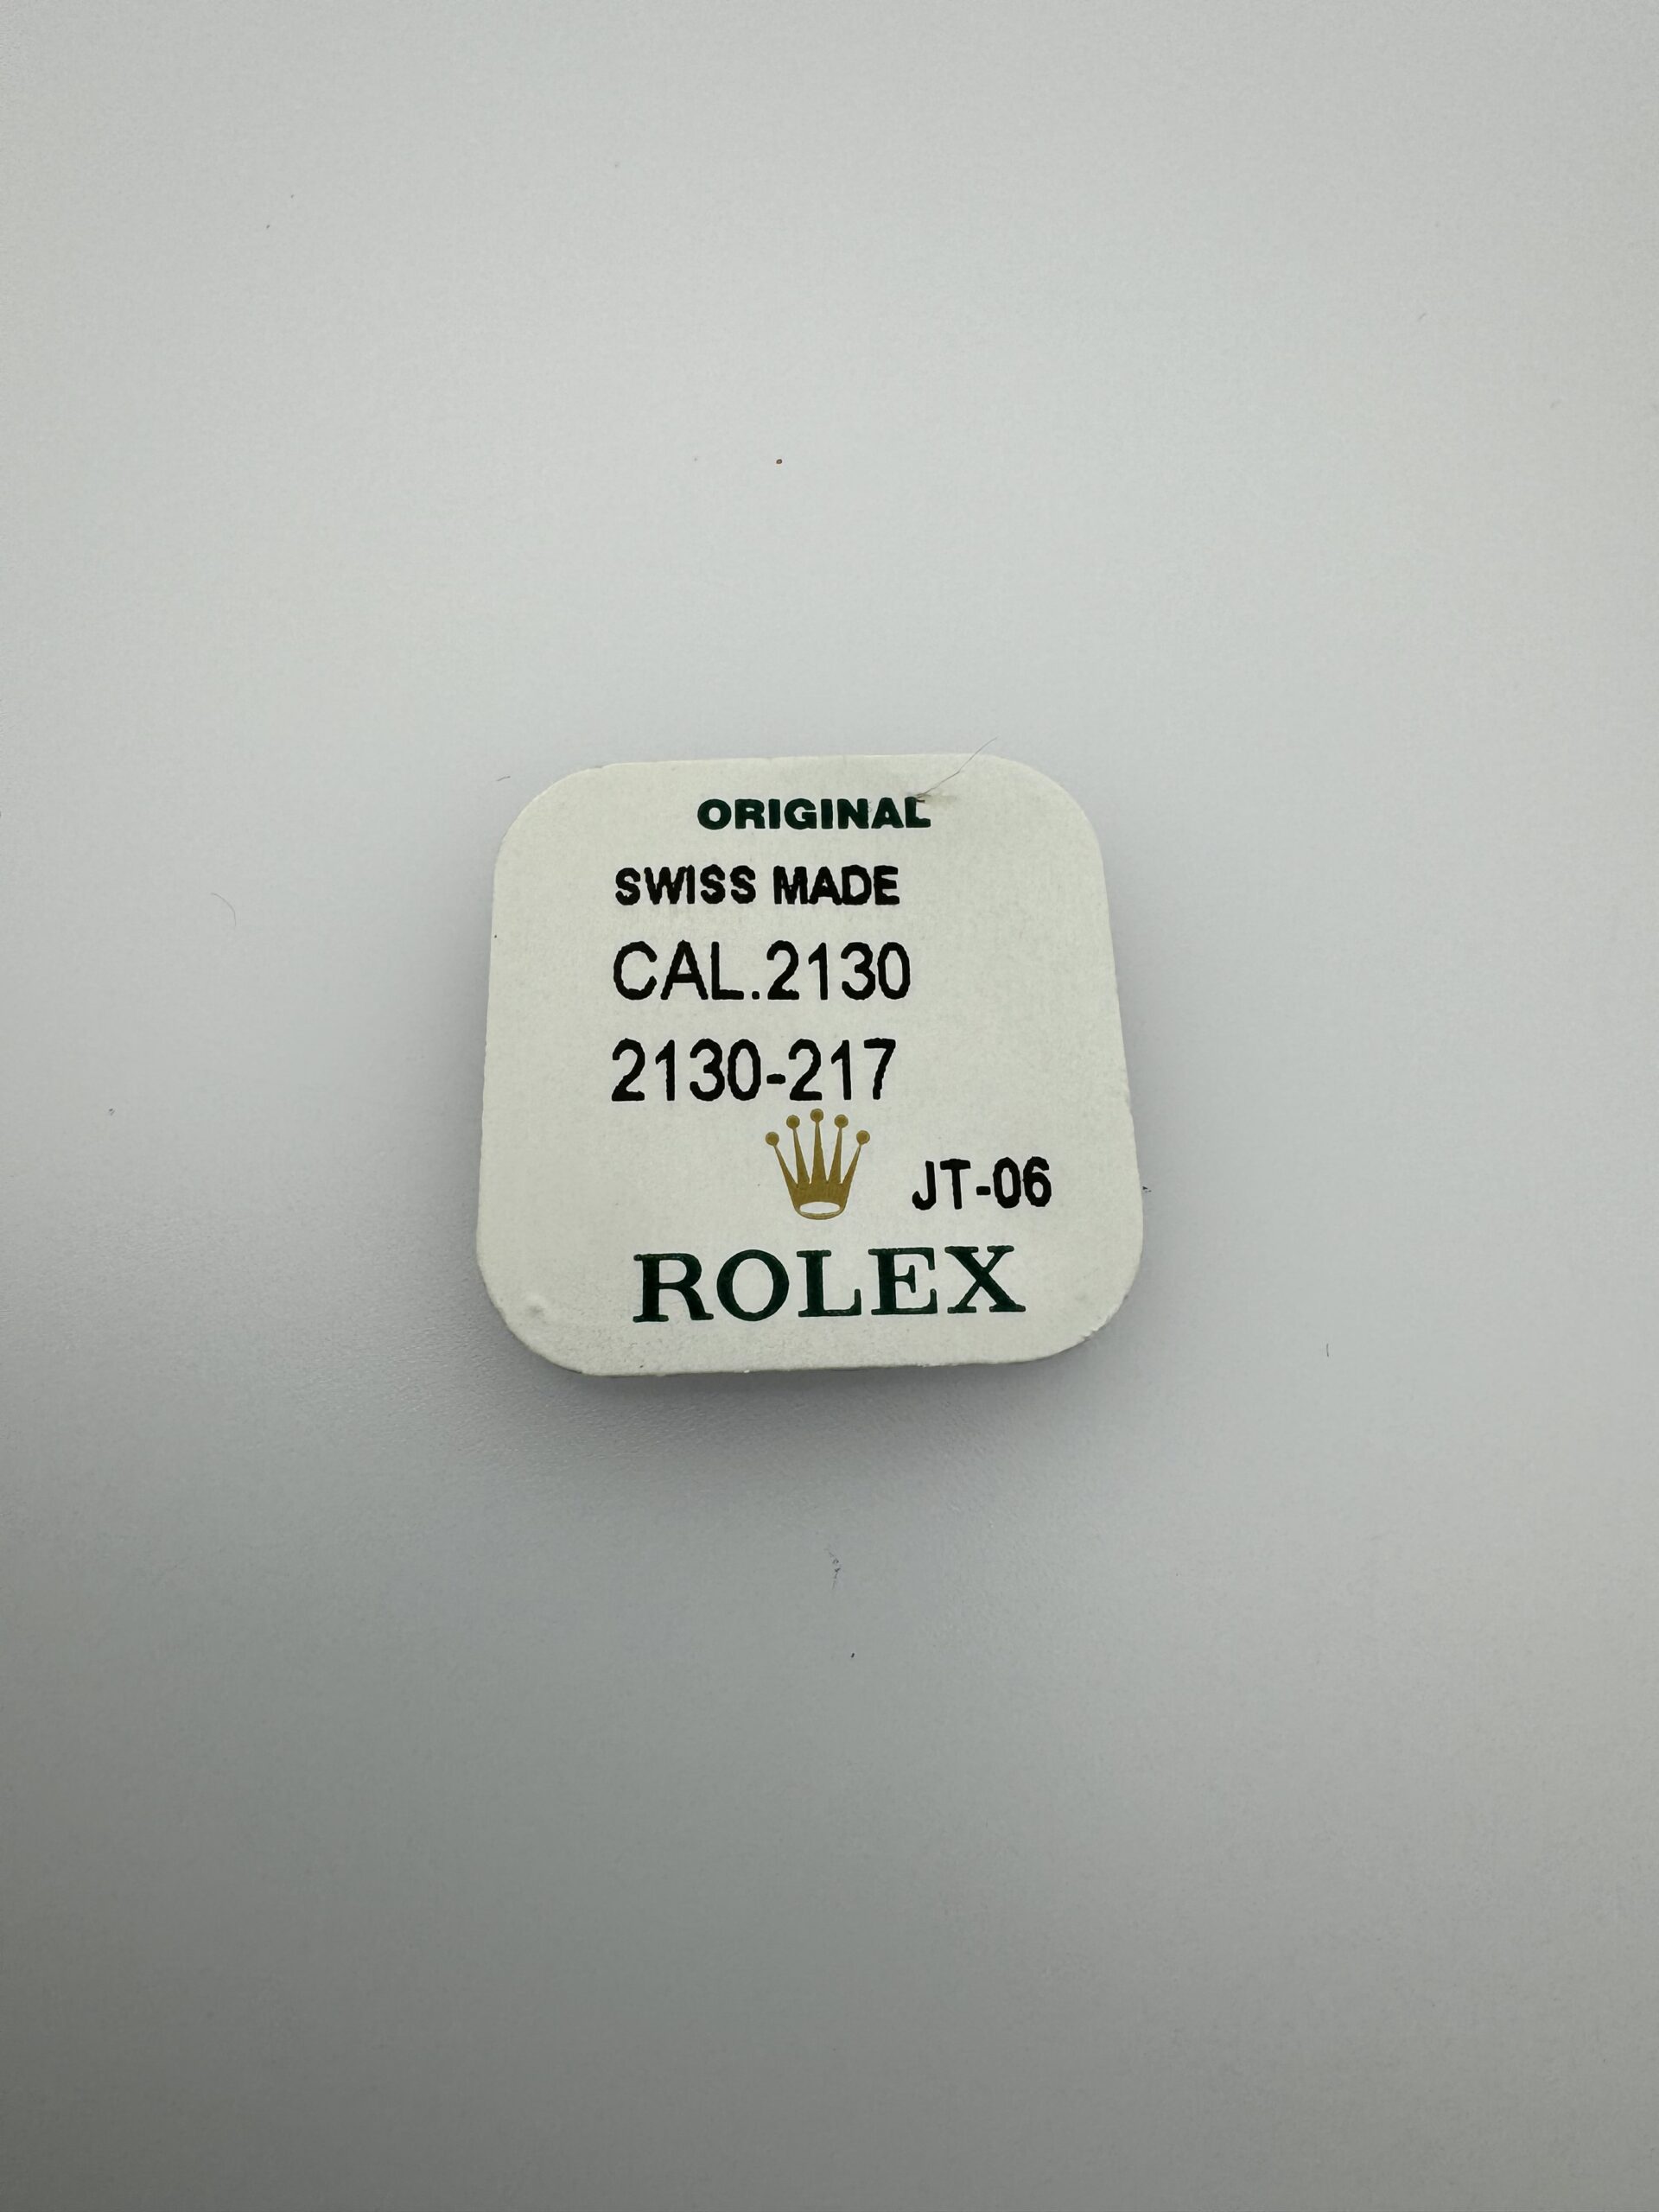 ORIGINAL
SWISS MADE
CAL.2130
2130-217
JT-06
ROLEX